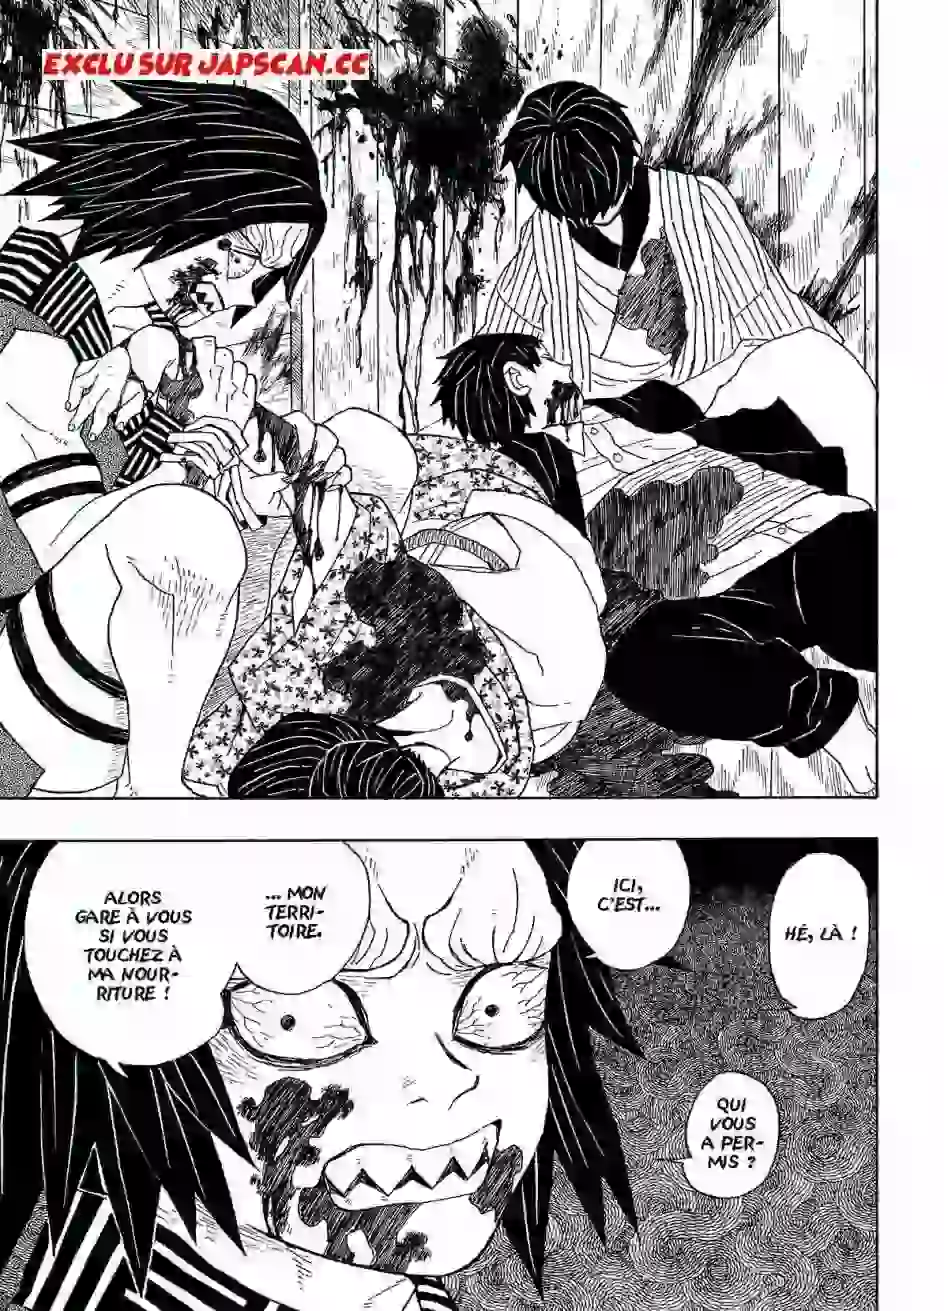 EXCLU SUR JAPSCAN.CC
HÉ, LÀ !
QUI
VOUS
A PER-
MIS ?
ICI,
C'EST...
... MON
TERRI-
TOIRE.
ALORS
GARE À VOUS
SI VOUS
TOUCHEZ À
MA NOUR-
RITURE !